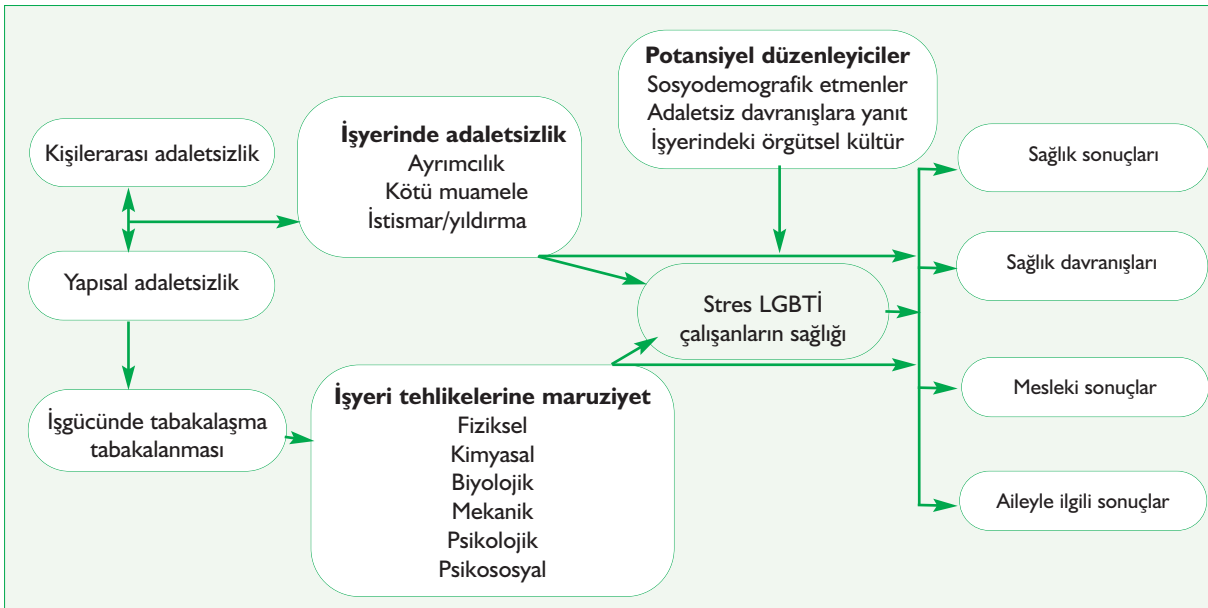 Kişilerarası adaletsizlik
Yapısal adaletsizlik
İşgücünde tabakalaşma
tabakalanması
İşyerinde adaletsizlik
Ayrımcılık
Kötü muamele
İstismar/yıldırma
İşyeri tehlikelerine maruziyet
Fiziksel
Kimyasal
Biyolojik
Mekanik
Psikolojik
Psikososyal
Potansiyel düzenleyiciler
Sosyodemografik etmenler
Adaletsiz davranışlara yanıt
İşyerindeki örgütsel kültür
Stres LGBTİ
çalışanların sağlığı
Sağlık sonuçları
Sağlık davranışları
Mesleki sonuçlar
Aileyle ilgili sonuçlar